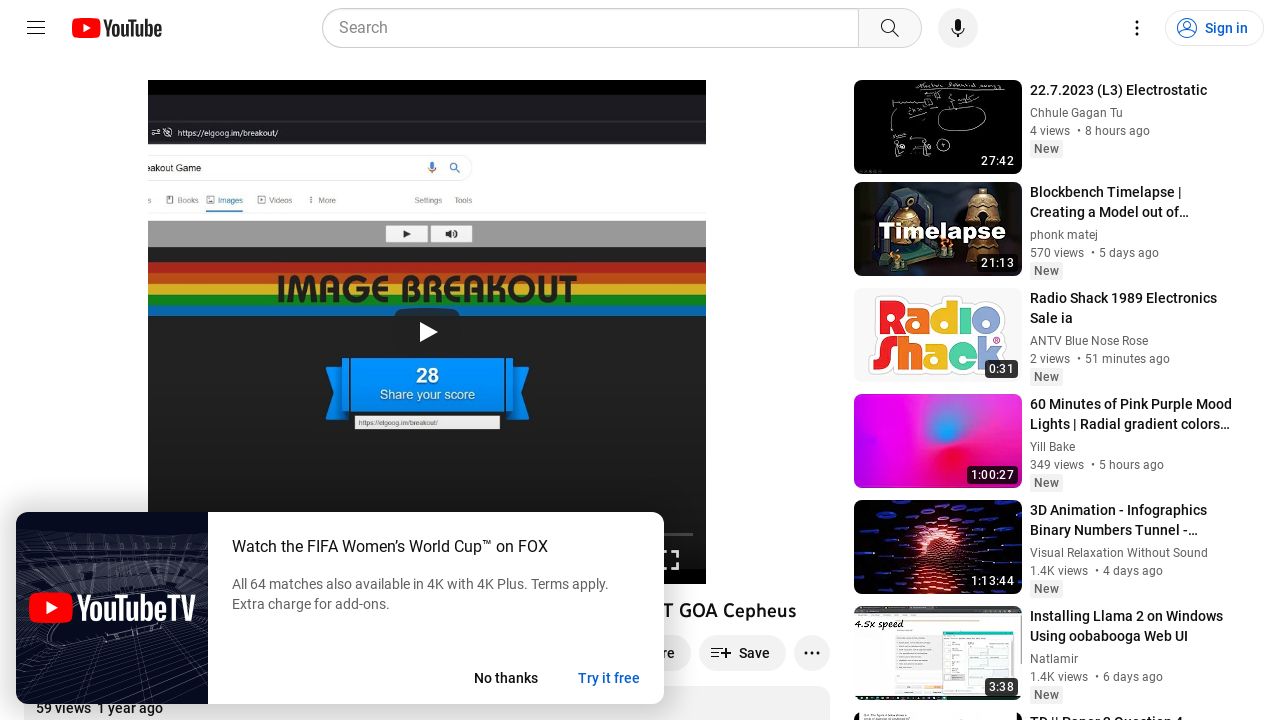 YouTube
Search
Sign in
https://elgoog.im/breakout/
eakout Game
Books
Images
Videos
More
Settings
Tools
IMAGE BREAKOUT
28
Share your score
https://elgoog.im/breakout/
T GOA Cepheus
re
Save
59 views 1 year ago
YouTubeTV
Watch the FIFA Women’s World Cup™ on FOX
All 64 matches also available in 4K with 4K Plus. Terms apply.
Extra charge for add-ons.
No thanks
Try it free
27:42
22.7.2023 (L3) Electrostatic
Chhule Gagan Tu
4 views • 8 hours ago
New
Timelapse
21:13
Blockbench Timelapse |
Creating a Model out of…
phonk matej
570 views • 5 days ago
New
Radio
Shack®
0:31
Radio Shack 1989 Electronics
Sale ia
ANTV Blue Nose Rose
2 views • 51 minutes ago
New
1:00:27
60 Minutes of Pink Purple Mood
Lights | Radial gradient colors…
Yill Bake
349 views • 5 hours ago
New
1:13:44
3D Animation - Infographics
Binary Numbers Tunnel -…
Visual Relaxation Without Sound
1.4K views • 4 days ago
New
4.5x speed
3:38
Installing Llama 2 on Windows
Using oobabooga Web UI
Natlamir
1.4K views • 6 days ago
New